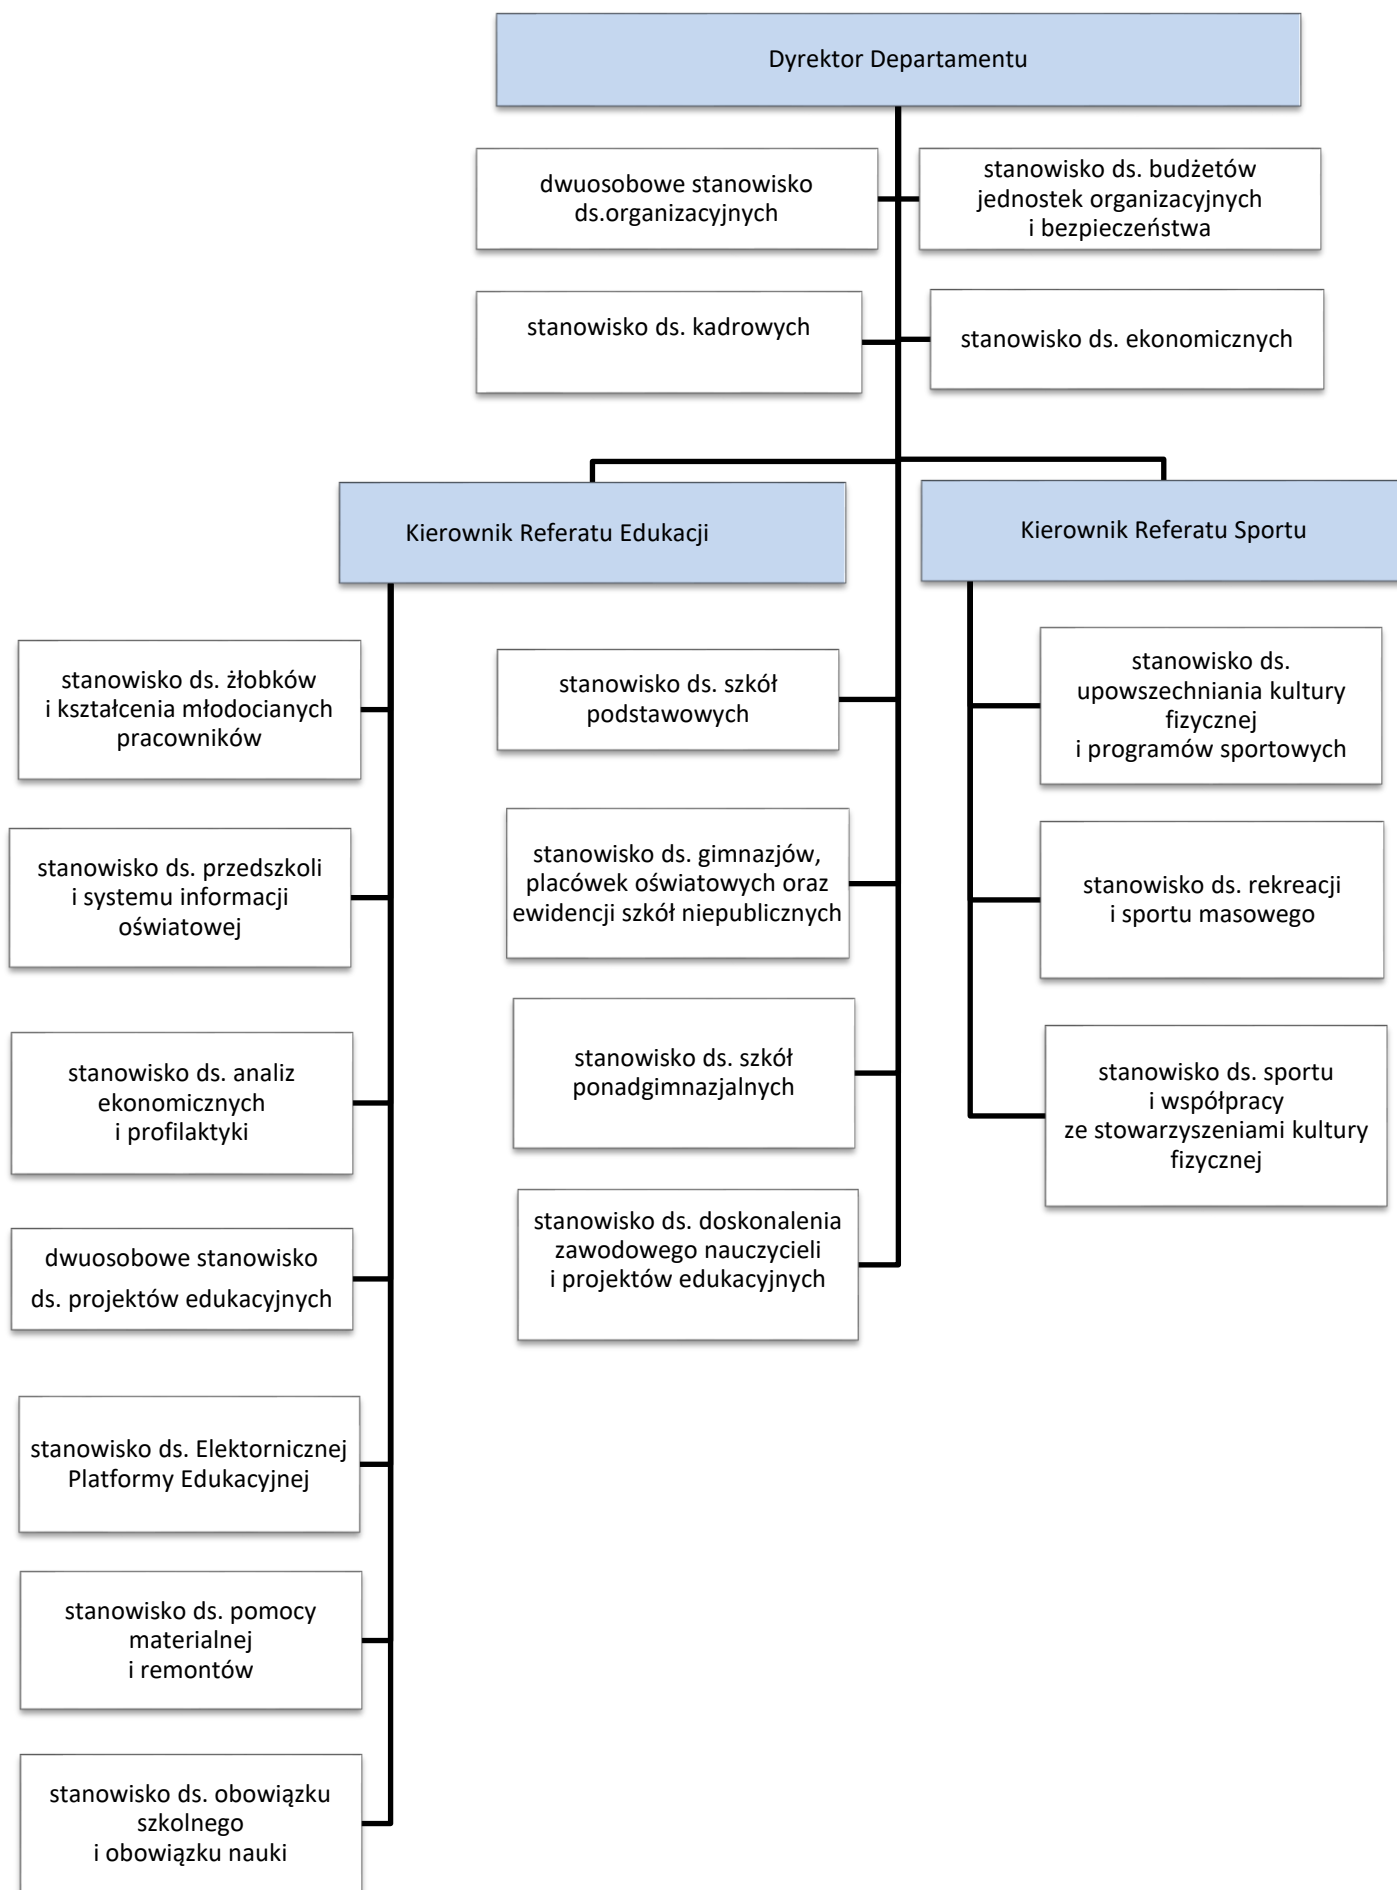 Dyrektor Departamentu
dwuosobowe stanowisko
ds.organizacyjnych
stanowisko ds. budżetów
jednostek organizacyjnych
i bezpieczeństwa
stanowisko ds. kadrowych
stanowisko ds. ekonomicznych
Kierownik Referatu Edukacji
Kierownik Referatu Sportu
stanowisko ds. żłobków
i kształcenia młodocianych
pracowników
stanowisko ds. przedszkoli
i systemu informacji
oświatowej
stanowisko ds. analiz
ekonomicznych
i profilaktyki
dwuosobowe stanowisko
ds. projektów edukacyjnych
stanowisko ds. Elektornicznej
Platformy Edukacyjnej
stanowisko ds. pomocy
materialnej
i remontów
stanowisko ds. obowiązku
szkolnego
i obowiązku nauki
stanowisko ds. szkół
podstawowych
stanowisko ds. gimnazjów,
placówek oświatowych oraz
ewidencji szkół niepublicznych
stanowisko ds. szkół
ponadgimnazjalnych
stanowisko ds. doskonalenia
zawodowego nauczycieli
i projektów edukacyjnych
stanowisko ds.
upowszechniania kultury
fizycznej
i programów sportowych
stanowisko ds. rekreacji
i sportu masowego
stanowisko ds. sportu
i współpracy
ze stowarzyszeniami kultury
fizycznej